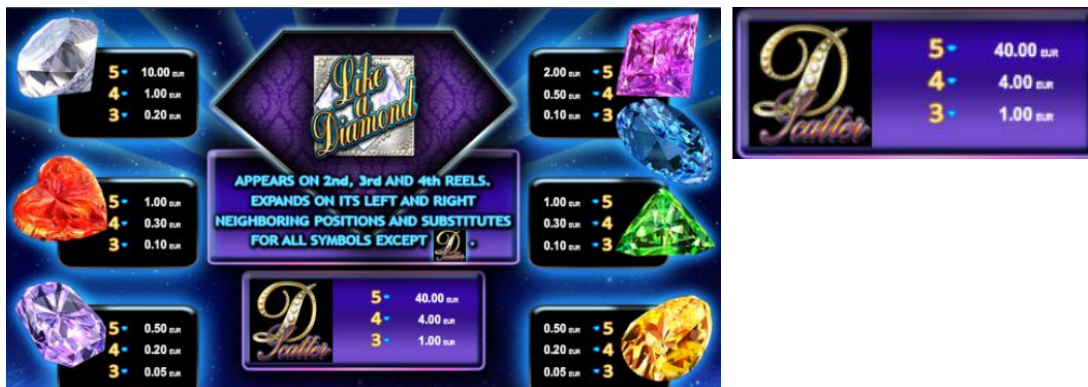 5 10.00 EUR
4 1.00 EUR
3 0.20 EUR
Like
a
Diamond
2.00 EUR 5
0.50 EUR 4
0.10 EUR 3
APPEARS ON 2nd, 3rd AND 4th REELS.
EXPANDS ON ITS LEFT AND RIGHT
NEIGHBORING POSITIONS AND SUBSTITUTES
FOR ALL SYMBOLS EXCEPT D Scatter .
5 1.00 EUR
4 0.30 EUR
3 0.10 EUR
1.00 EUR 5
0.30 EUR 4
0.10 EUR 3
D
Scatter
5 40.00 EUR
4 4.00 EUR
3 1.00 EUR
5 0.50 EUR
4 0.20 EUR
3 0.05 EUR
0.50 EUR 5
0.20 EUR 4
0.05 EUR 3
D
Scatter
5 40.00 EUR
4 4.00 EUR
3 1.00 EUR